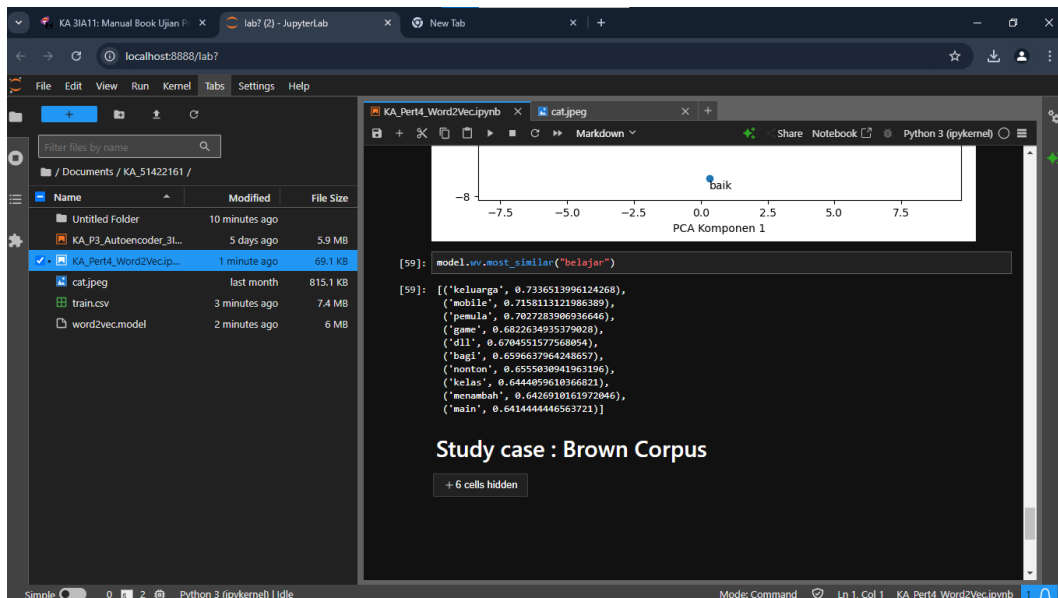 KA 3IA11: Manual Book Ujian P
lab? (2) - JupyterLab
New Tab
localhost:8888/lab?
File Edit View Run Kernel Tabs Settings Help
Filter files by name
/ Documents / KA_51422161 /
Name Modified File Size
Untitled Folder 10 minutes ago
KA_P3_Autoencoder_3I... 5 days ago 5.9 MB
KA_Pert4_Word2Vec.ip... 1 minute ago 69.1 KB
cat.jpeg last month 815.1 KB
train.csv 3 minutes ago 7.4 MB
word2vec.model 2 minutes ago 6 MB
KA_Pert4_Word2Vec.ipynb
cat.jpeg
Markdown
Share Notebook Python 3 (ipykernel)
baik
−8
−7.5 −5.0 −2.5 0.0 2.5 5.0 7.5
PCA Komponen 1
[59]: model.wv.most_similar("belajar")
[59]: [('keluarga', 0.7336513996124268),
('mobile', 0.7158113121986389),
('pemula', 0.7027283906936646),
('game', 0.6822634935379028),
('dll', 0.6704551577568054),
('bagi', 0.6596637964248657),
('nonton', 0.6555030941963196),
('kelas', 0.6444059610366821),
('menambah', 0.6426910161972046),
('main', 0.6414444446563721)]
Study case : Brown Corpus
+ 6 cells hidden
Simple 0 2 Python 3 (ipykernel) | Idle
Mode: Command Ln 1, Col 1 KA_Pert4_Word2Vec.ipynb 1